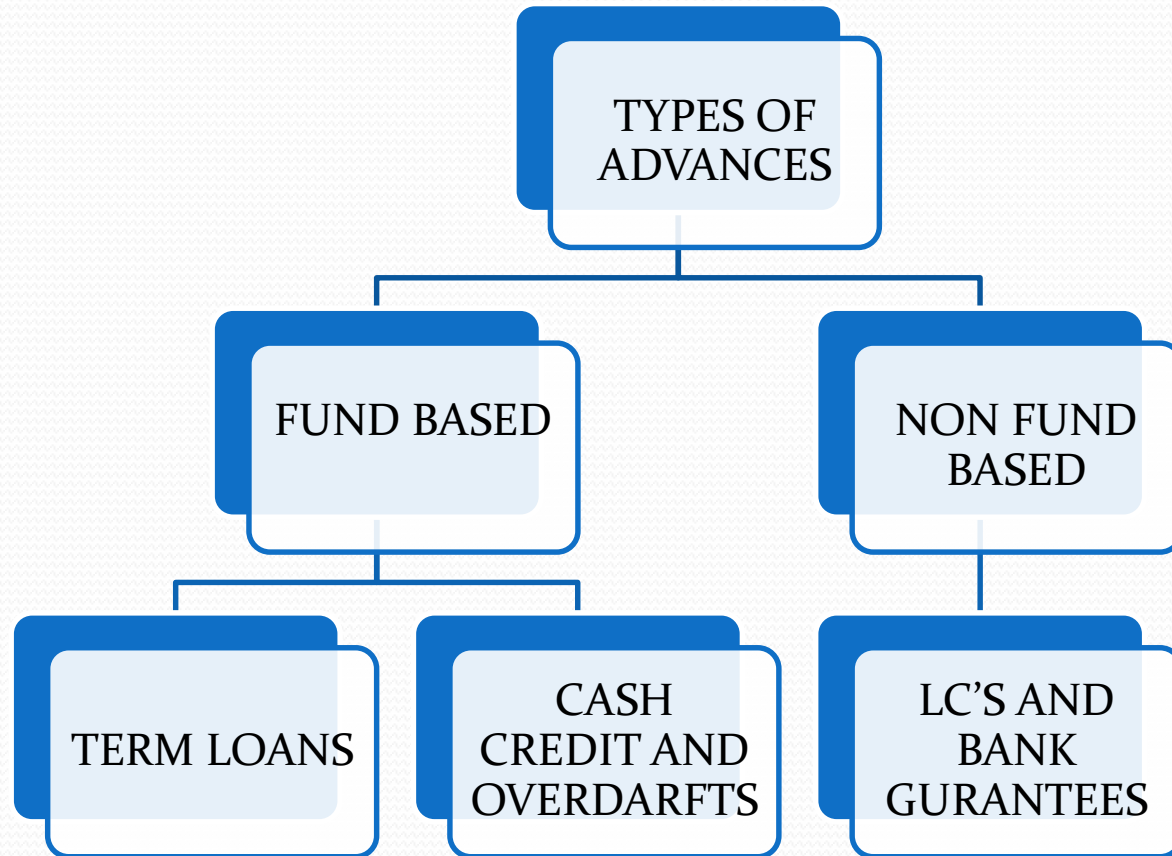 TYPES OF
ADVANCES
FUND BASED
NON FUND
BASED
TERM LOANS
CASH
CREDIT AND
OVERDARFTS
LC’S AND
BANK
GURANTEES